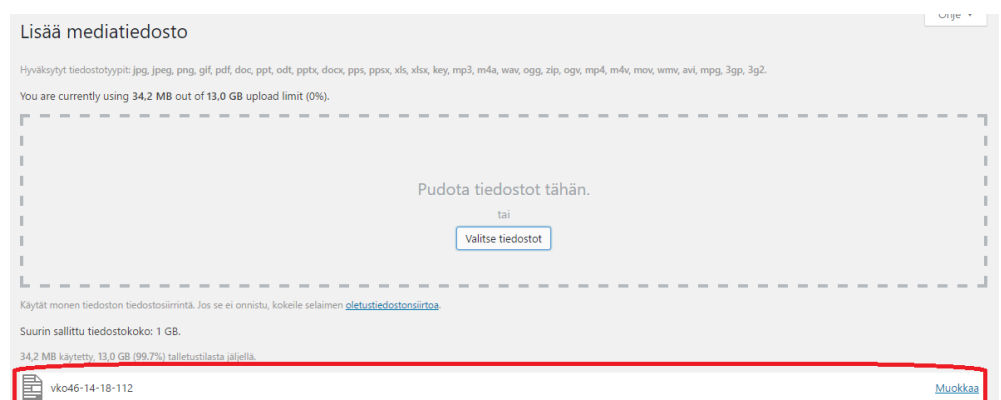 Ohje
Lisää mediatiedosto
Hyväksytyt tiedostotyypit: jpg, jpeg, png, gif, pdf, doc, ppt, odt, pptx, docx, pps, ppsx, xls, xlsx, key, mp3, m4a, wav, ogg, zip, ogv, mp4, m4v, mov, wmv, avi, mpg, 3gp, 3g2.
You are currently using 34,2 MB out of 13,0 GB upload limit (0%).
Pudota tiedostot tähän.
tai
Valitse tiedostot
Käytät monen tiedoston tiedostosiirrintä. Jos se ei onnistu, kokeile selaimen oletustiedostonsiirtoa.
Suurin sallittu tiedostokoko: 1 GB.
34,2 MB käytetty, 13,0 GB (99.7%) talletustilasta jäljellä.
vko46-14-18-112 Muokkaa